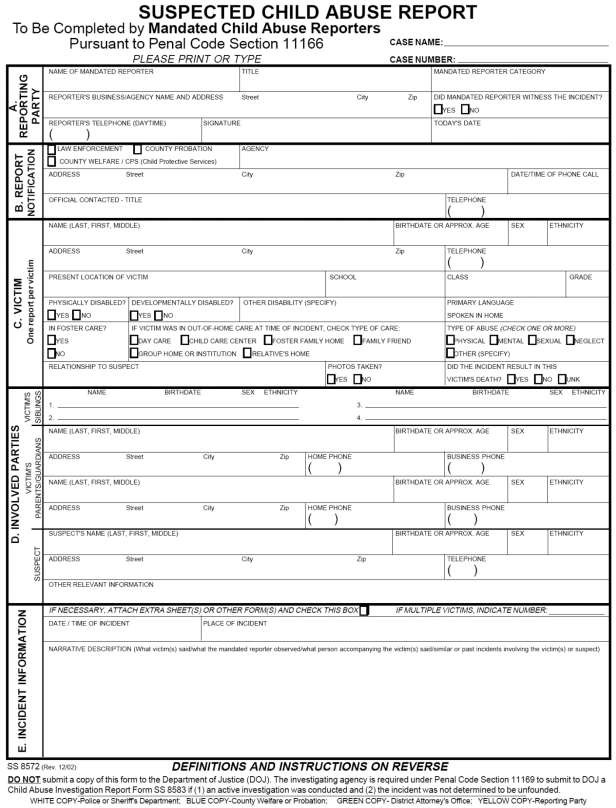 SUSPECTED CHILD ABUSE REPORT
To Be Completed by Mandated Child Abuse Reporters
Pursuant to Penal Code Section 11166
CASE NAME:
PLEASE PRINT OR TYPE
CASE NUMBER:
A. REPORTING PARTY
NAME OF MANDATED REPORTER TITLE MANDATED REPORTER CATEGORY
REPORTER'S BUSINESS/AGENCY NAME AND ADDRESS Street City Zip DID MANDATED REPORTER WITNESS THE INCIDENT?
YES NO
REPORTER'S TELEPHONE (DAYTIME) SIGNATURE TODAY'S DATE
( )
B. REPORT NOTIFICATION
LAW ENFORCEMENT COUNTY PROBATION AGENCY
COUNTY WELFARE / CPS (Child Protective Services)
ADDRESS Street City Zip DATE/TIME OF PHONE CALL
OFFICIAL CONTACTED - TITLE TELEPHONE
( )
C. VICTIM
One report per victim
NAME (LAST, FIRST, MIDDLE) BIRTHDATE OR APPROX. AGE SEX ETHNICITY
ADDRESS Street City Zip TELEPHONE
( )
PRESENT LOCATION OF VICTIM SCHOOL CLASS GRADE
PHYSICALLY DISABLED? DEVELOPMENTALLY DISABLED? OTHER DISABILITY (SPECIFY) PRIMARY LANGUAGE
YES NO YES NO SPOKEN IN HOME
IN FOSTER CARE? IF VICTIM WAS IN OUT-OF-HOME CARE AT TIME OF INCIDENT, CHECK TYPE OF CARE: TYPE OF ABUSE (CHECK ONE OR MORE)
YES DAY CARE CHILD CARE CENTER FOSTER FAMILY HOME FAMILY FRIEND PHYSICAL MENTAL SEXUAL NEGLECT
NO GROUP HOME OR INSTITUTION RELATIVE'S HOME OTHER (SPECIFY)
RELATIONSHIP TO SUSPECT PHOTOS TAKEN? DID THE INCIDENT RESULT IN THIS
YES NO VICTIM'S DEATH? YES NO UNK
D. INVOLVED PARTIES
VICTIM'S SIBLINGS
NAME BIRTHDATE SEX ETHNICITY NAME BIRTHDATE SEX ETHNICITY
1. 3.
2. 4.
VICTIM'S PARENTS/GUARDIANS
NAME (LAST, FIRST, MIDDLE) BIRTHDATE OR APPROX. AGE SEX ETHNICITY
ADDRESS Street City Zip HOME PHONE BUSINESS PHONE
( ) ( )
NAME (LAST, FIRST, MIDDLE) BIRTHDATE OR APPROX. AGE SEX ETHNICITY
ADDRESS Street City Zip HOME PHONE BUSINESS PHONE
( ) ( )
SUSPECT
SUSPECT'S NAME (LAST, FIRST, MIDDLE) BIRTHDATE OR APPROX. AGE SEX ETHNICITY
ADDRESS Street City Zip TELEPHONE
( )
OTHER RELEVANT INFORMATION
E. INCIDENT INFORMATION
IF NECESSARY, ATTACH EXTRA SHEET(S) OR OTHER FORM(S) AND CHECK THIS BOX IF MULTIPLE VICTIMS, INDICATE NUMBER:
DATE / TIME OF INCIDENT PLACE OF INCIDENT
NARRATIVE DESCRIPTION (What victim(s) said/what the mandated reporter observed/what person accompanying the victim(s) said/similar or past incidents involving the victim(s) or suspect)
SS 8572 (Rev. 12/02) DEFINITIONS AND INSTRUCTIONS ON REVERSE
DO NOT submit a copy of this form to the Department of Justice (DOJ). The investigating agency is required under Penal Code Section 11169 to submit to DOJ a
Child Abuse Investigation Report Form SS 8583 if (1) an active investigation was conducted and (2) the incident was not determined to be unfounded.
WHITE COPY-Police or Sheriff's Department; BLUE COPY-County Welfare or Probation; GREEN COPY- District Attorney's Office; YELLOW COPY-Reporting Party